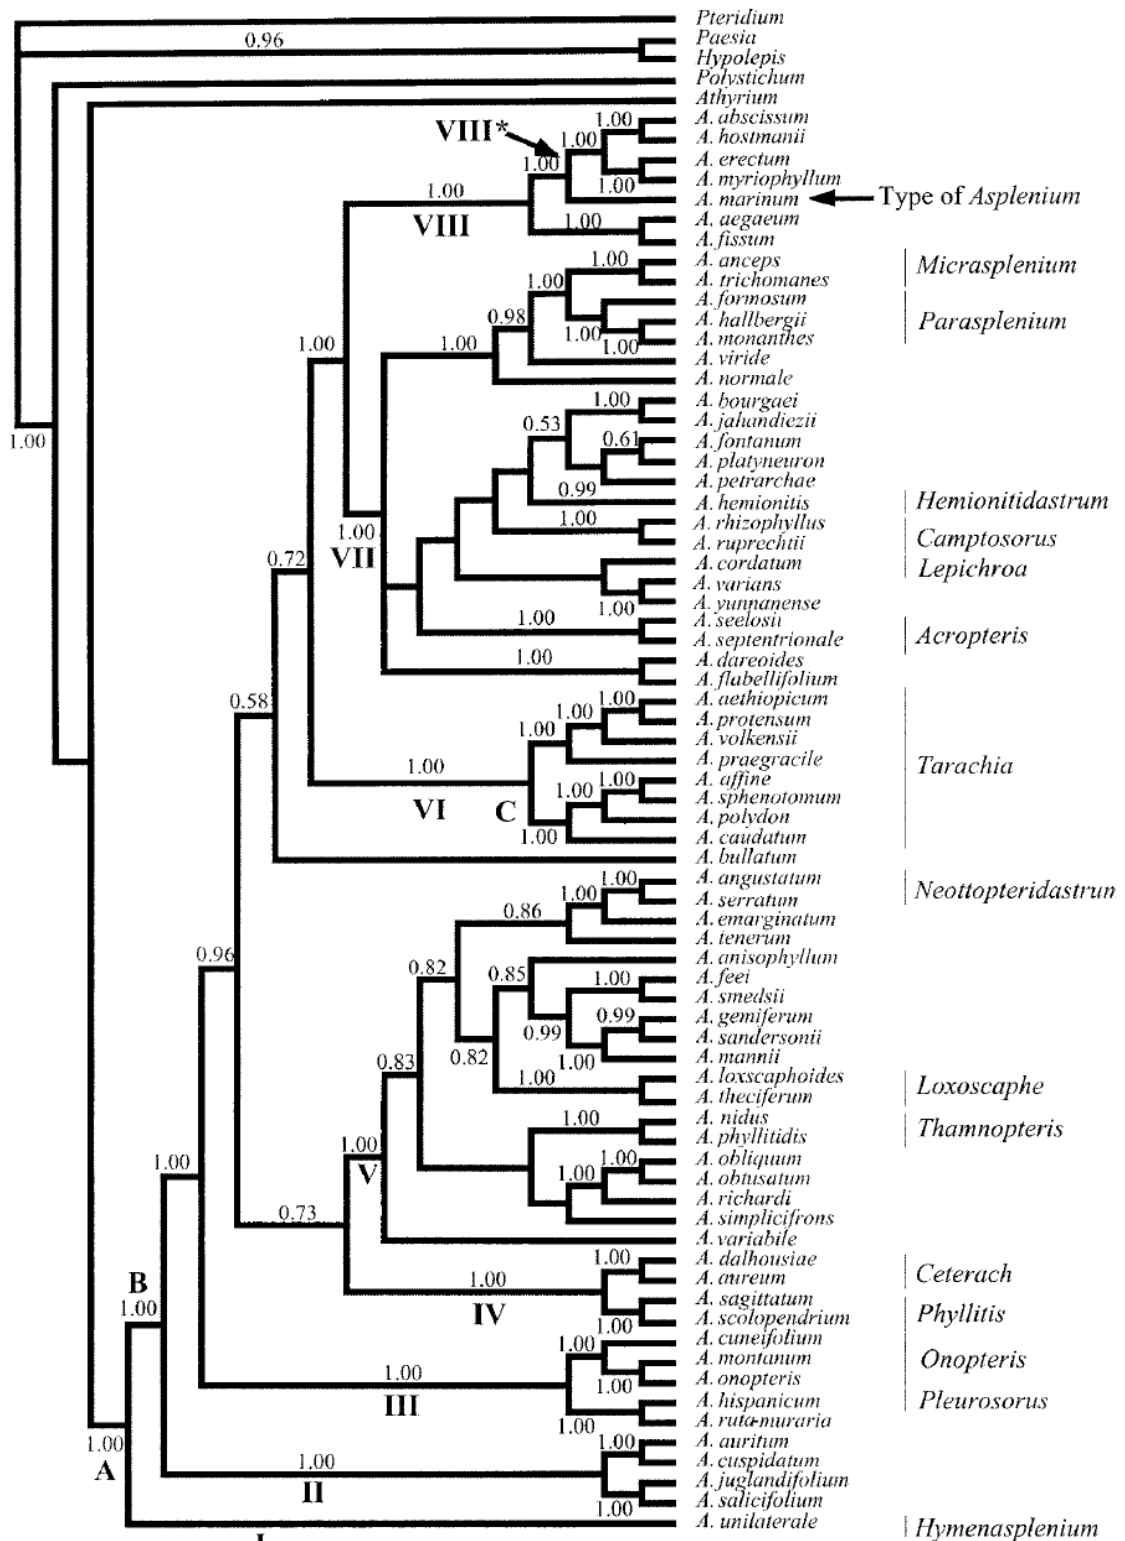 Pteridium
0.96
Paesia
Hypolepis
Polystichum
Athyrium
1.00
A. abscissum
VIII*
1.00
A. hostmanii
1.00
A. erectum
1.00
A. myriophyllum
1.00
A. marinum
Type of Asplenium
VIII
1.00
A. aegaeum
A. fissum
1.00
A. anceps
Micrasplenium
1.00
A. trichomanes
A. formosum
0.98
1.00
A. hallbergii
Parasplenium
1.00
1.00
1.00
A. monanthes
A. viride
A. normale
1.00
A. bourgaei
0.53
A. jahandiezii
1.00
0.61
A. fontanum
A. platyneuron
A. petrarchae
0.99
A. hemionitis
Hemionitidastrum
1.00
1.00
A. rhizophyllus
VII
A. ruprechtii
Camptosorus
0.72
A. cordatum
Lepichroa
A. varians
1.00
A. yunnanense
1.00
A. seelosii
A. septentrionale
Acropteris
1.00
A. dareoides
A. flabellifolium
0.58
1.00
A. aethiopicum
1.00
A. protensum
1.00
A. volkensii
A. praegracile
Tarachia
1.00
1.00
A. affine
1.00
A. sphenotomum
VI
C
A. polydon
1.00
A. caudatum
A. bullatum
1.00
A. angustatum
1.00
A. serratum
Neottopteridastrun
0.86
A. emarginatum
A. tenerum
0.96
A. anisophyllum
0.82
0.85
1.00
A. feei
A. smedsii
0.99
A. gemiferum
0.99
A. sandersonii
0.83
0.82
1.00
A. mannii
1.00
A. loxscaphoides
A. theciferum
Loxoscaphe
1.00
A. nidus
A. phyllitidis
Thamnopteris
1.00
1.00
1.00
A. obliquum
V
1.00
A. obtusatum
A. richardi
0.73
A. simplicifrons
A. variabile
1.00
A. dalhousiae
B
1.00
A. aureum
Ceterach
1.00
IV
A. sagittatum
1.00
A. scolopendrium
Phyllitis
1.00
A. cuneifolium
1.00
A. montanum
Onopteris
1.00
A. onopteris
III
A. hispanicum
Pleurosorus
1.00
A. ruta-muraria
1.00
1.00
A. auritum
A
1.00
A. cuspidatum
II
A. juglandifolium
1.00
A. salicifolium
A. unilaterale
Hymenasplenium